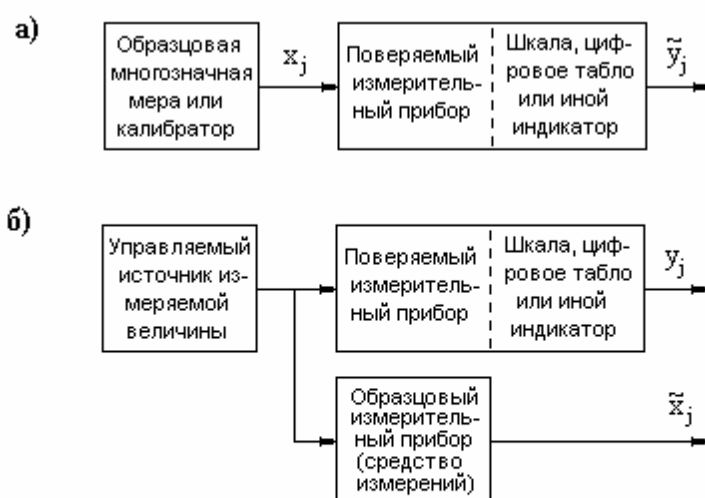 а)
Образцовая
многозначная
мера или
калибратор
x_j
Поверяемый
измеритель-
ный прибор
Шкала, циф-
ровое табло
или иной
индикатор
ỹ_j
б)
Управляемый
источник из-
меряемой
величины
Поверяемый
измеритель-
ный прибор
Шкала, циф-
ровое табло
или иной
индикатор
y_j
Образцовый
измеритель-
ный прибор
(средство
измерений)
x̃_j